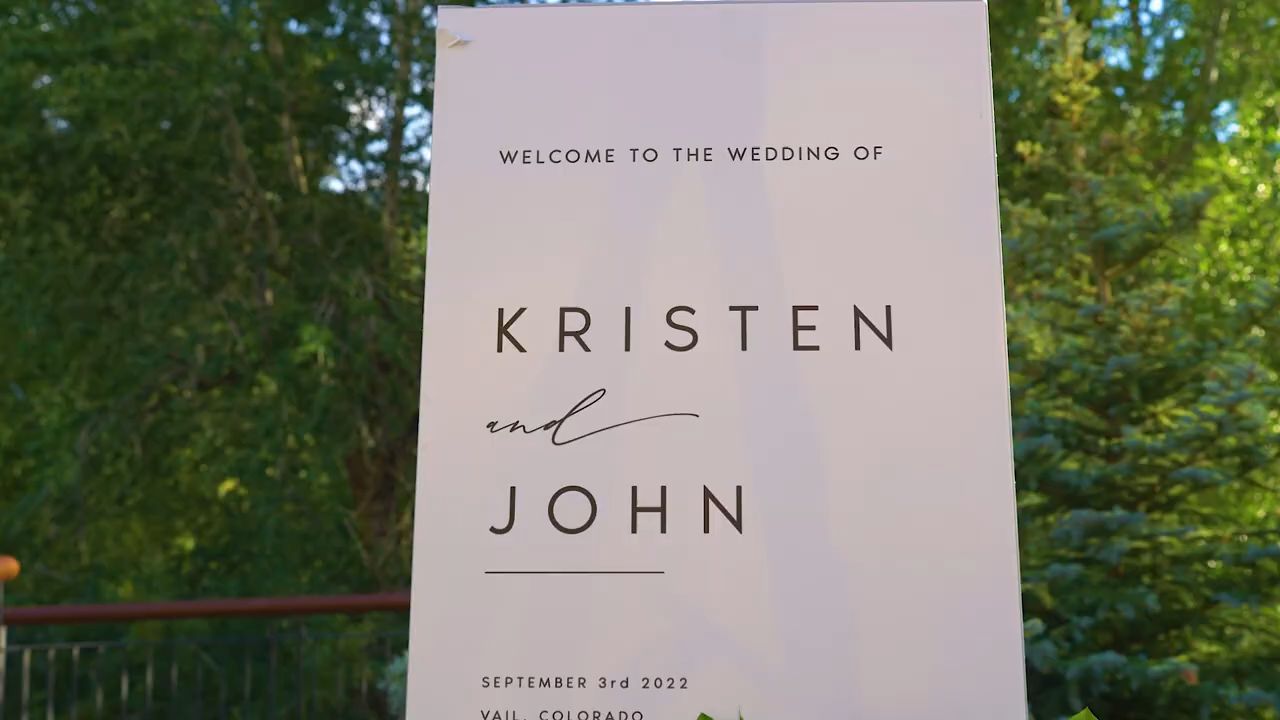 WELCOME TO THE WEDDING OF
KRISTEN
and
JOHN
SEPTEMBER 3rd 2022
VAIL, COLORADO